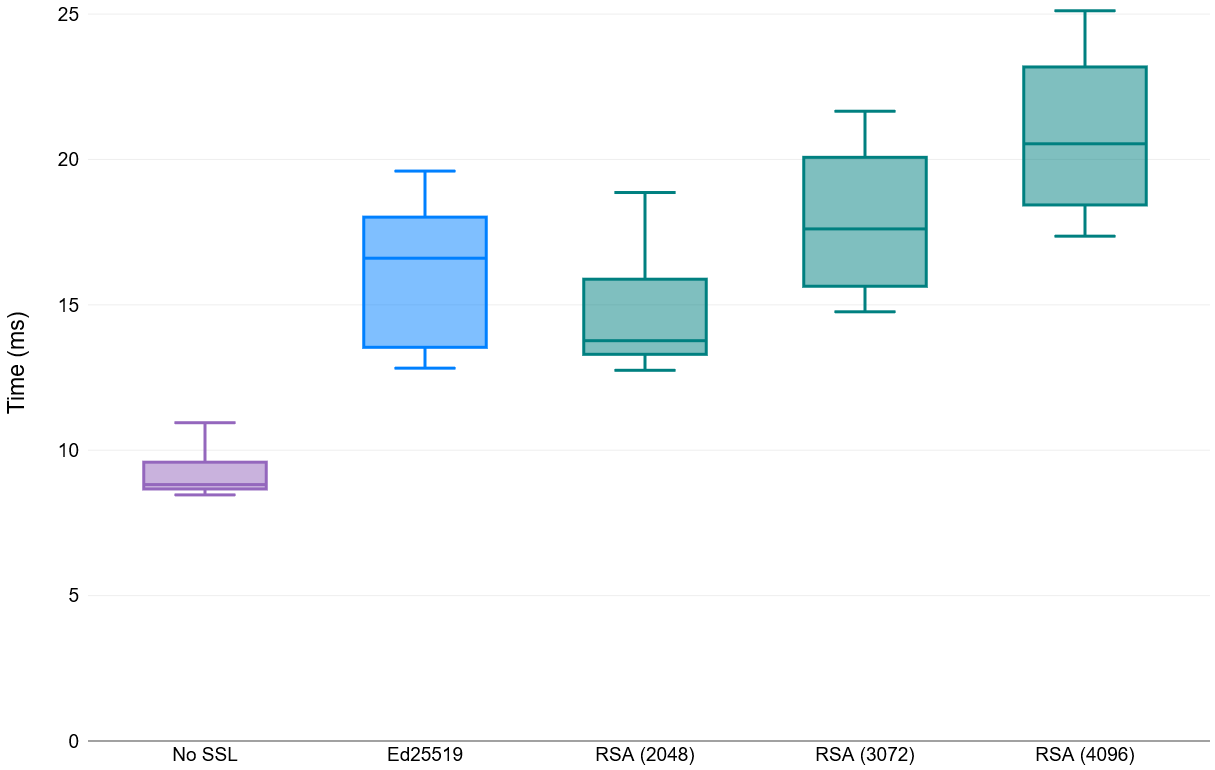 25
20
15
10
5
0
Time (ms)
No SSL
Ed25519
RSA (2048)
RSA (3072)
RSA (4096)